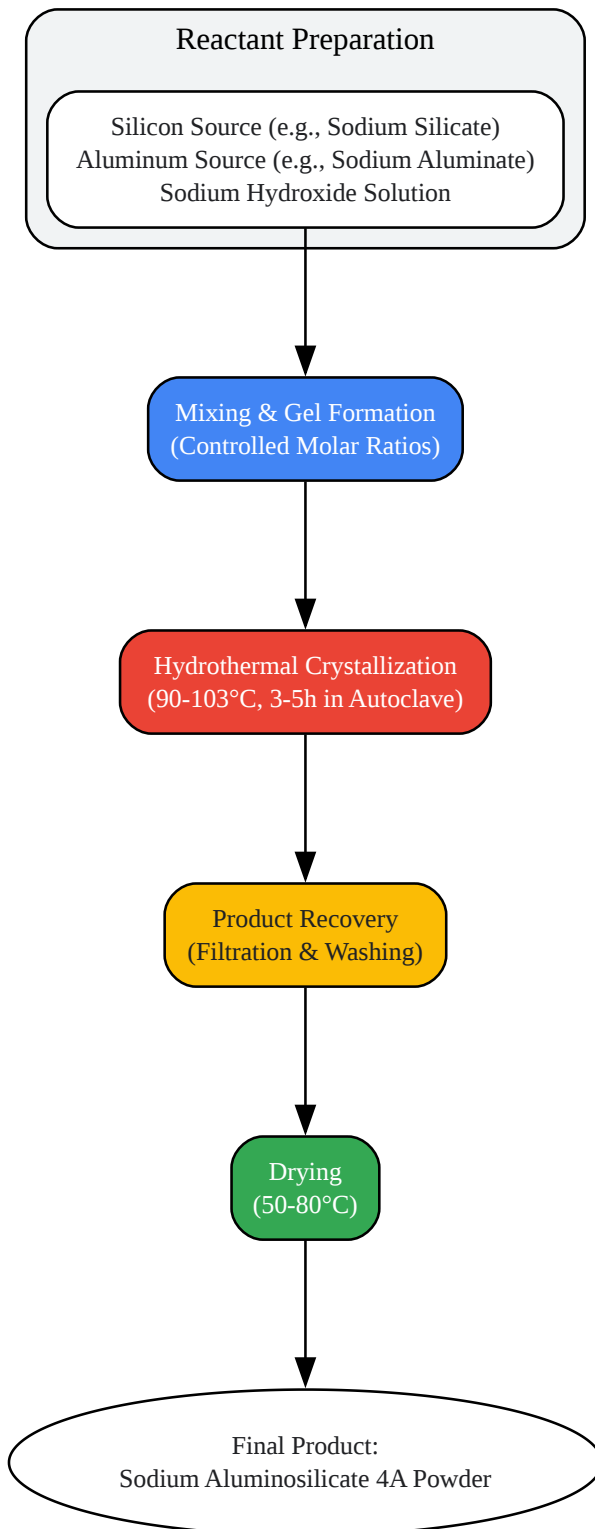 Reactant Preparation
Silicon Source (e.g., Sodium Silicate)
Aluminum Source (e.g., Sodium Aluminate)
Sodium Hydroxide Solution
Mixing & Gel Formation
(Controlled Molar Ratios)
Hydrothermal Crystallization
(90-103°C, 3-5h in Autoclave)
Product Recovery
(Filtration & Washing)
Drying
(50-80°C)
Final Product:
Sodium Aluminosilicate 4A Powder